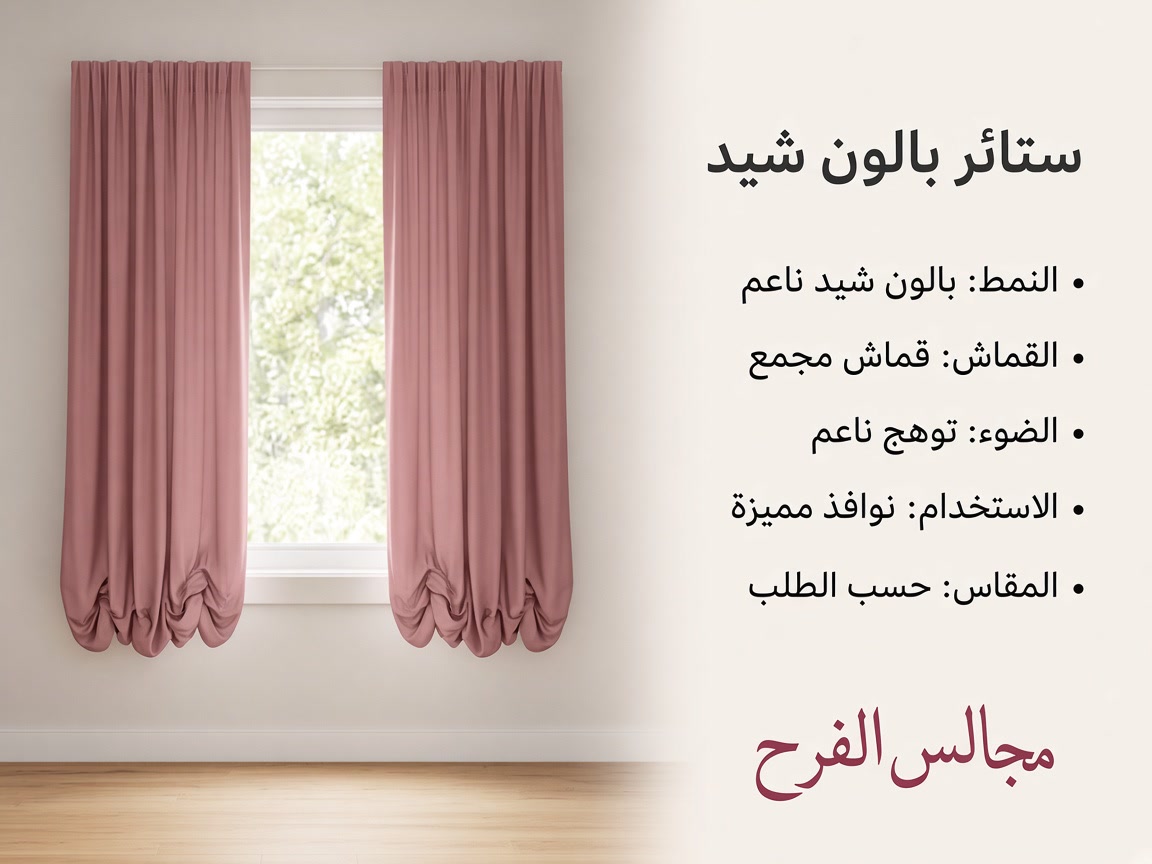 ستائر بالون شيد
• النمط: بالون شيد ناعم
• القماش: قماش مجمع
• الضوء: توهج ناعم
• الاستخدام: نوافذ مميزة
• المقاس: حسب الطلب
مجالس الفرح